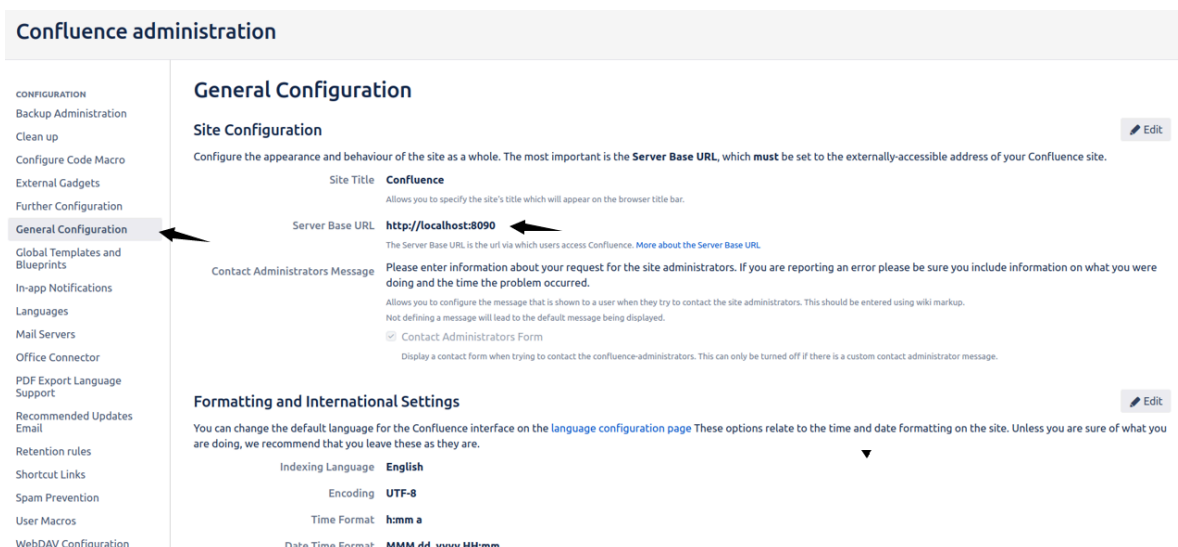 Confluence administration
CONFIGURATION
Backup Administration
Clean up
Configure Code Macro
External Gadgets
Further Configuration
General Configuration
Global Templates and
Blueprints
In-app Notifications
Languages
Mail Servers
Office Connector
PDF Export Language
Support
Recommended Updates
Email
Retention rules
Shortcut Links
Spam Prevention
User Macros
WebDAV Configuration
General Configuration
Site Configuration
Edit
Configure the appearance and behaviour of the site as a whole. The most important is the Server Base URL, which must be set to the externally-accessible address of your Confluence site.
Site Title Confluence
Allows you to specify the site's title which will appear on the browser title bar.
Server Base URL http://localhost:8090
The Server Base URL is the url via which users access Confluence. More about the Server Base URL
Contact Administrators Message Please enter information about your request for the site administrators. If you are reporting an error please be sure you include information on what you were
doing and the time the problem occurred.
Allows you to configure the message that is shown to a user when they try to contact the site administrators. This should be entered using wiki markup.
Not defining a message will lead to the default message being displayed.
Contact Administrators Form
Display a contact form when trying to contact the confluence-administrators. This can only be turned off if there is a custom contact administrator message.
Formatting and International Settings
Edit
You can change the default language for the Confluence interface on the language configuration page These options relate to the time and date formatting on the site. Unless you are sure of what you
are doing, we recommend that you leave these as they are.
Indexing Language English
Encoding UTF-8
Time Format h:mm a
Date Time Format MMM dd, yyyy HH:mm